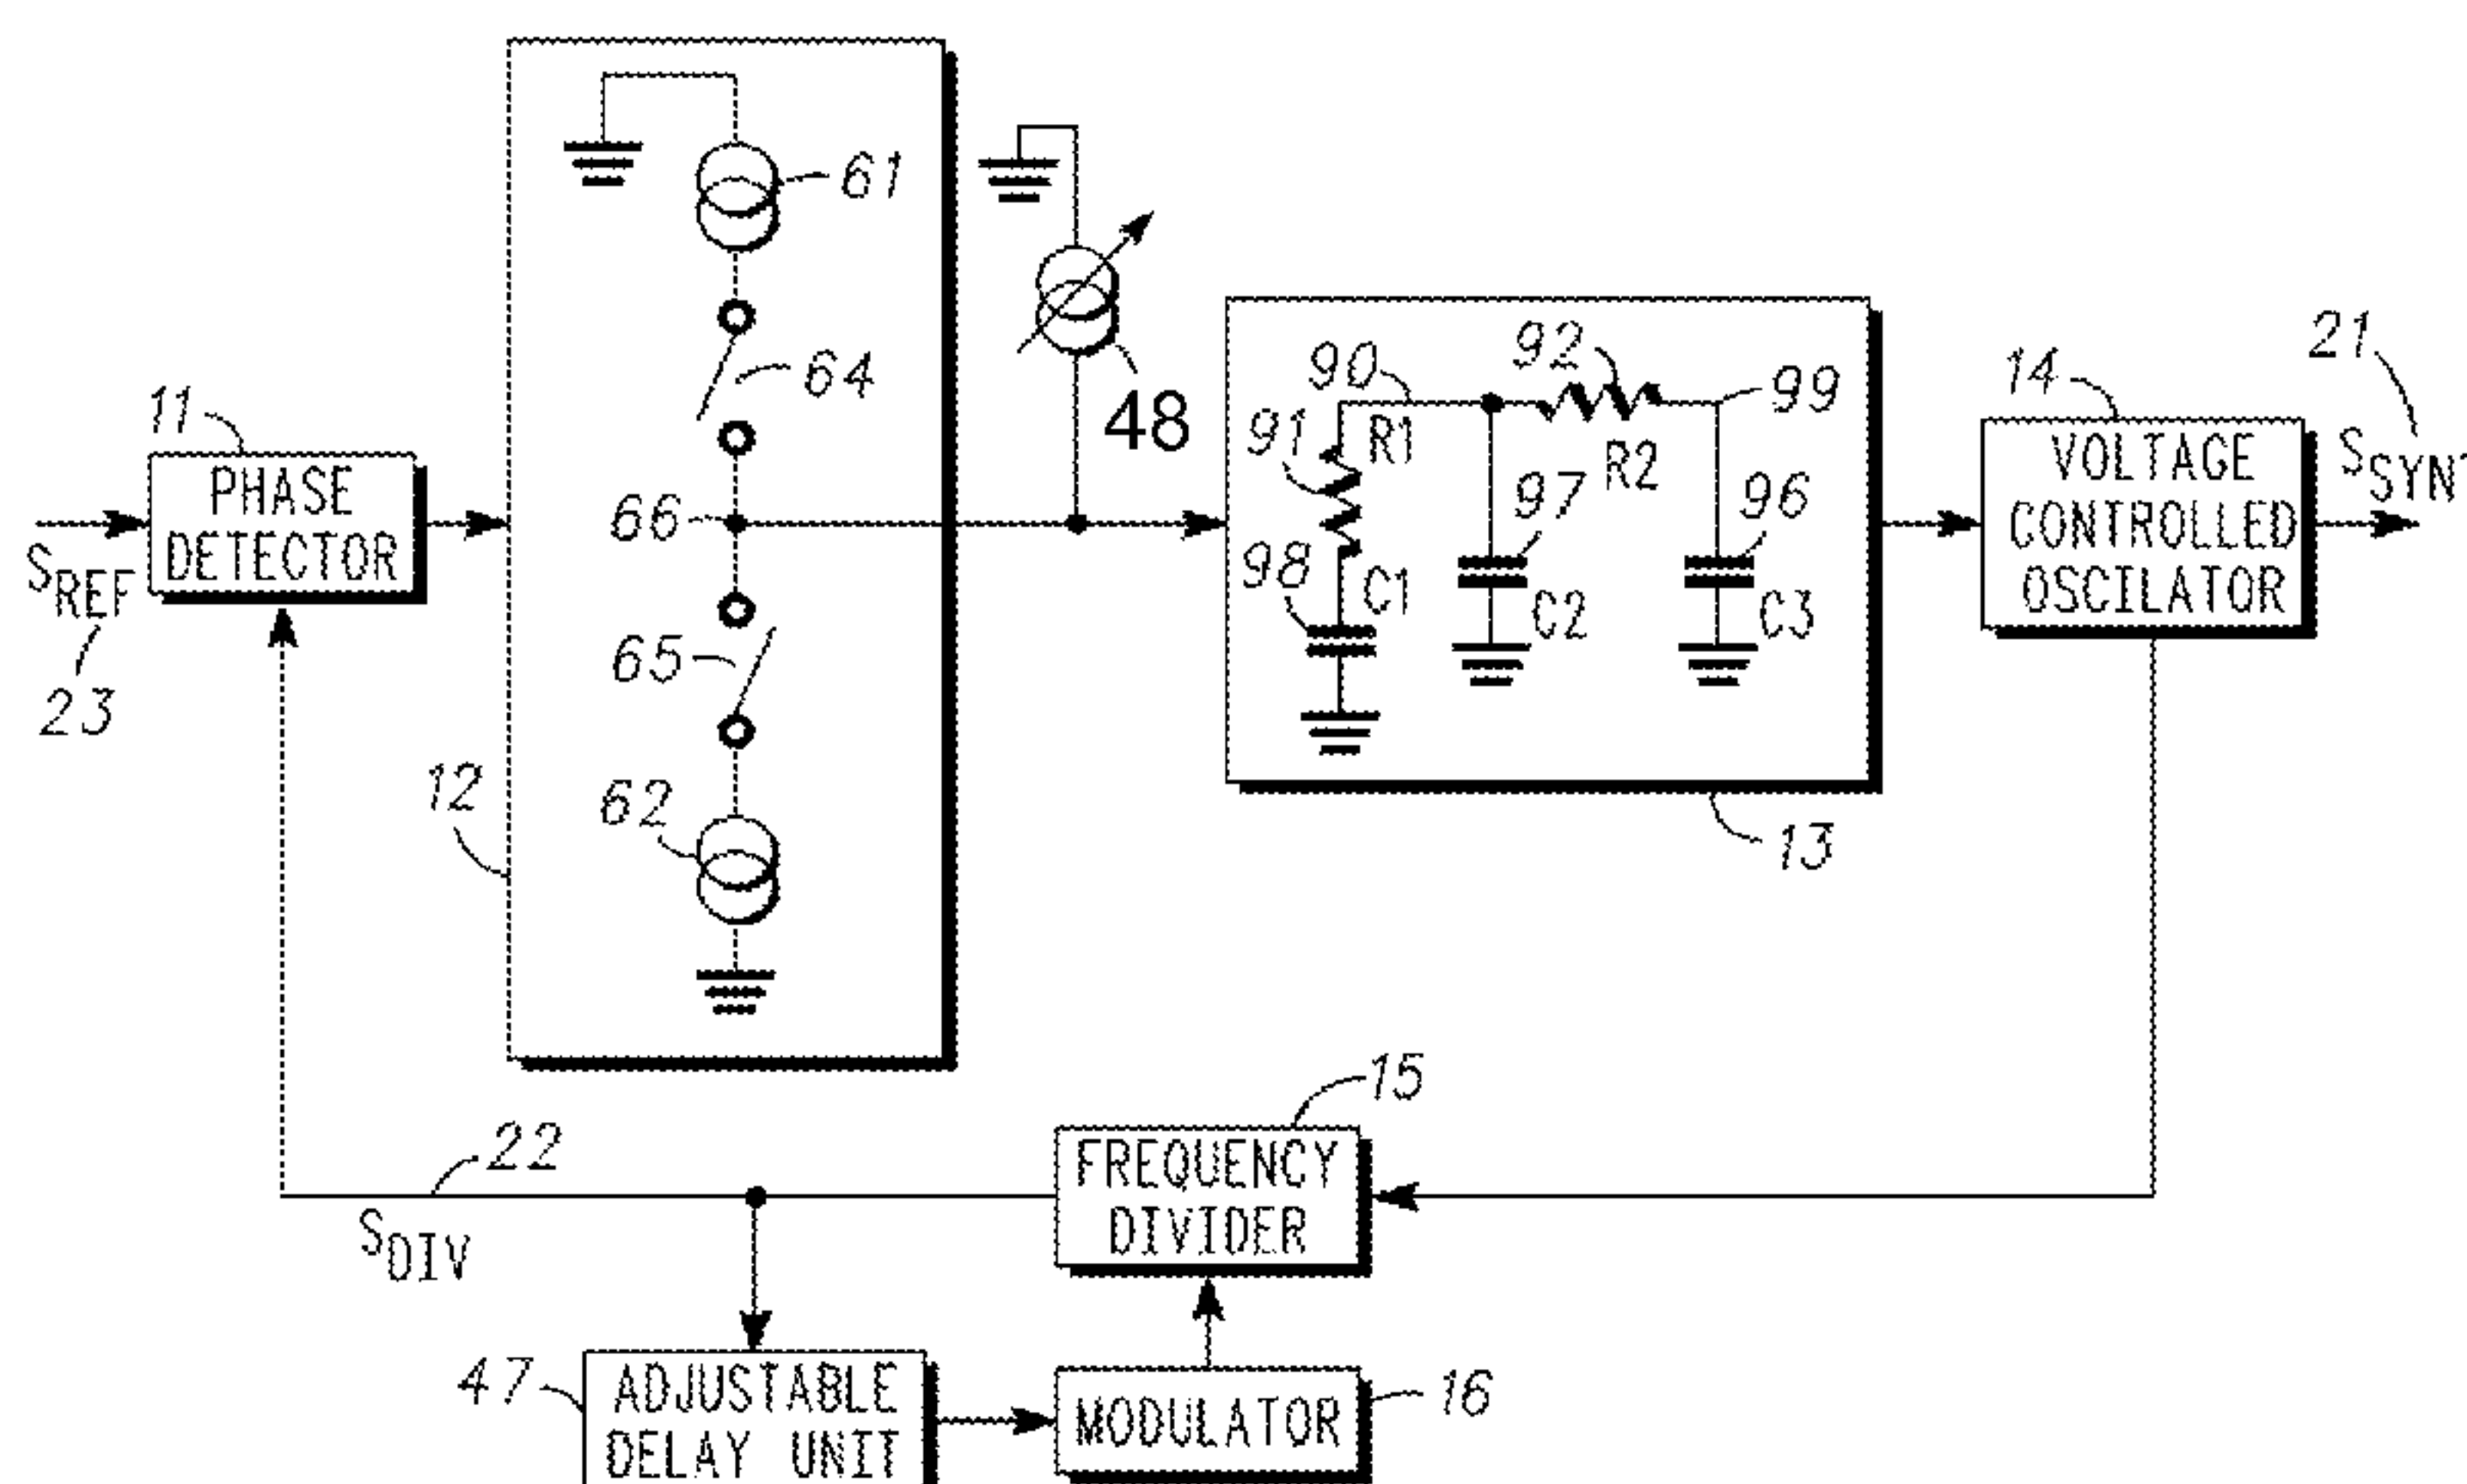 61
48
64
11
PHASE
DETECTOR
S_REF
23
66
65
62
12
90
92
99
91
R1
R2
97
96
98
C1
C2
C3
13
14
VOLTAGE
CONTROLLED
OSCILATOR
21
S_SYNT
15
FREQUENCY
DIVIDER
22
S_DIV
47
ADJUSTABLE
DELAY UNIT
MODULATOR
16